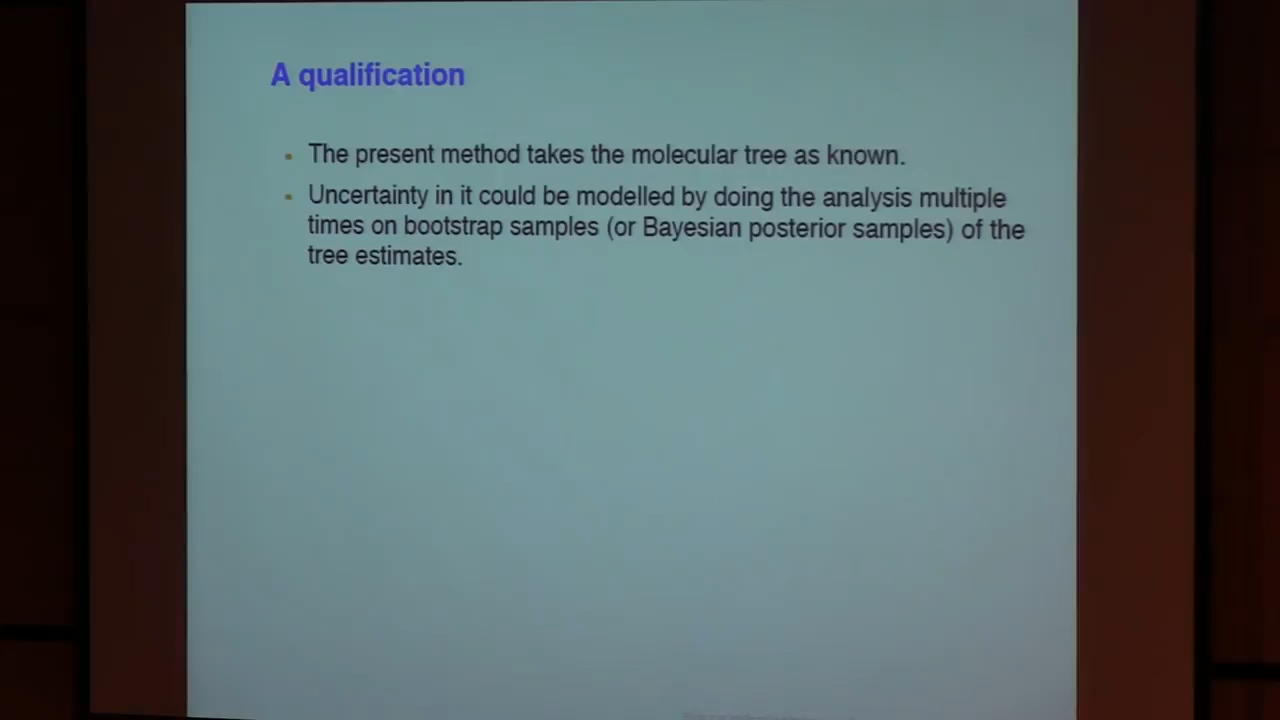 A qualification
The present method takes the molecular tree as known.
Uncertainty in it could be modelled by doing the analysis multiple
times on bootstrap samples (or Bayesian posterior samples) of the
tree estimates.